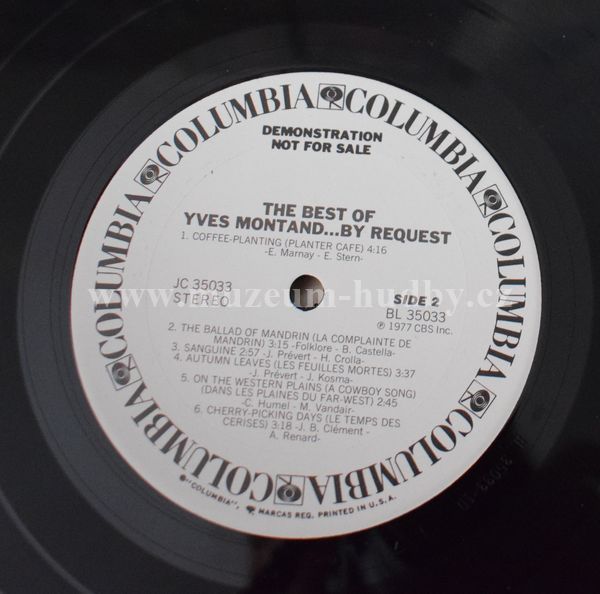 COLUMBIA COLUMBIA COLUMBIA COLUMBIA COLUMBIA COLUMBIA COLUMBIA
DEMONSTRATION
NOT FOR SALE
THE BEST OF
YVES MONTAND...BY REQUEST
1. COFFEE-PLANTING (PLANTER CAFE) 4:16
-E. Marnay - E. Stern-
JC 35033
STEREO
SIDE 2
BL 35033
℗ 1977 CBS Inc.
www.muzeum-hudby.cz
2. THE BALLAD OF MANDRIN (LA COMPLAINTE DE
MANDRIN) 3:15 -Folklore - B. Castella-
3. SANGUINE 2:57 -J. Prévert - H. Crolla-
4. AUTUMN LEAVES (LES FEUILLES MORTES) 3:37
-J. Prévert - J. Kosma-
5. ON THE WESTERN PLAINS (A COWBOY SONG)
(DANS LES PLAINES DU FAR-WEST) 2:45
-C. Humel - M. Vandair-
6. CHERRY-PICKING DAYS (LE TEMPS DES
CERISES) 3:18 -J. B. Clément -
A. Renard-
"COLUMBIA", MARCAS REG. PRINTED IN U.S.A.